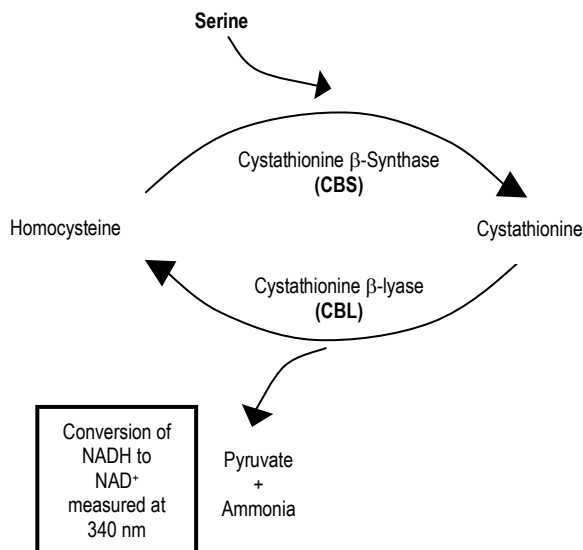 Serine
Cystathionine β-Synthase
(CBS)
Homocysteine
Cystathionine
Cystathionine β-lyase
(CBL)
Conversion of
NADH to
NAD⁺
measured at
340 nm
Pyruvate
+
Ammonia